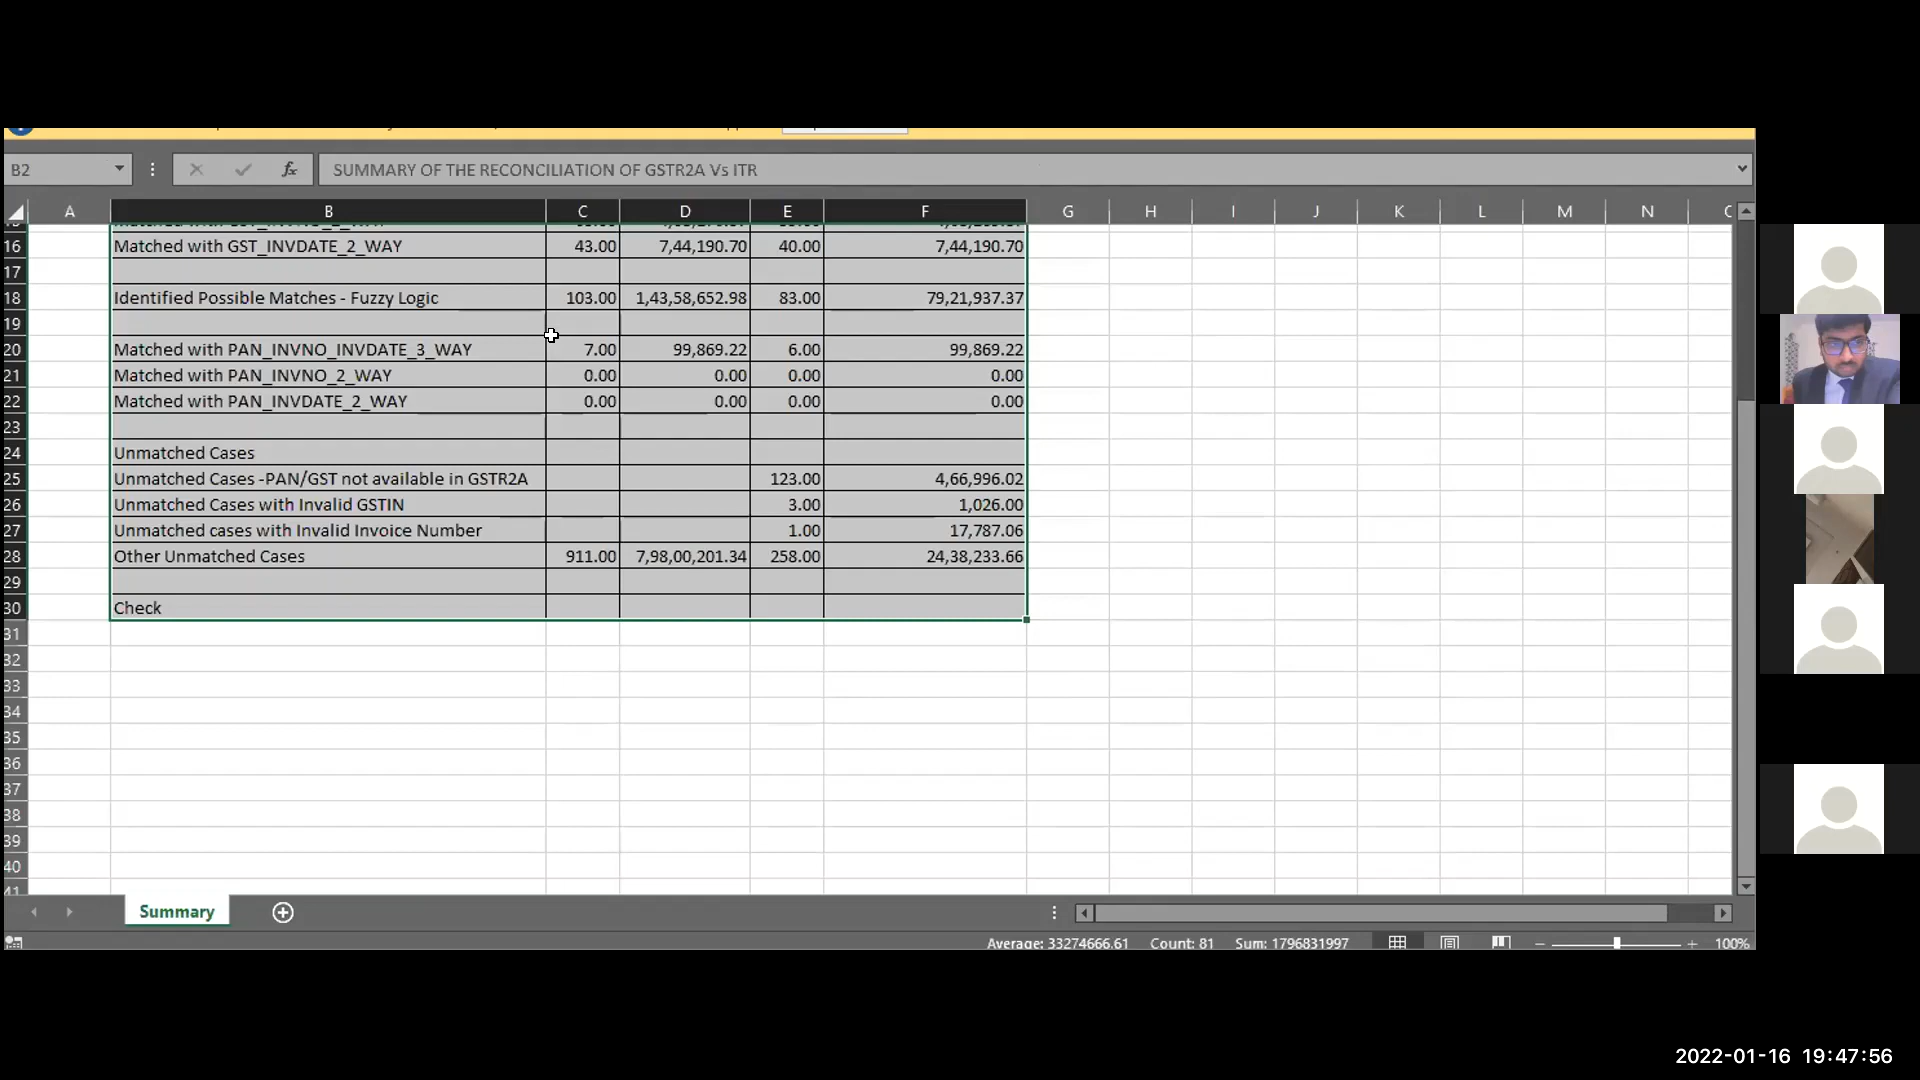 B2 SUMMARY OF THE RECONCILIATION OF GSTR2A Vs ITR
A B C D E F G H I J K L M N
16 Matched with GST_INVDATE_2_WAY 43.00 7,44,190.70 40.00 7,44,190.70
17
18 Identified Possible Matches - Fuzzy Logic 103.00 1,43,58,652.98 83.00 79,21,937.37
19
20 Matched with PAN_INVNO_INVDATE_3_WAY 7.00 99,869.22 6.00 99,869.22
21 Matched with PAN_INVNO_2_WAY 0.00 0.00 0.00 0.00
22 Matched with PAN_INVDATE_2_WAY 0.00 0.00 0.00 0.00
23
24 Unmatched Cases
25 Unmatched Cases -PAN/GST not available in GSTR2A 123.00 4,66,996.02
26 Unmatched Cases with Invalid GSTIN 3.00 1,026.00
27 Unmatched cases with Invalid Invoice Number 1.00 17,787.06
28 Other Unmatched Cases 911.00 7,98,00,201.34 258.00 24,38,233.66
29
30 Check
31
32
33
34
35
36
37
38
39
40
41
Summary
Average: 33274666.61 Count: 81 Sum: 1796831997 100%
2022-01-16 19:47:56